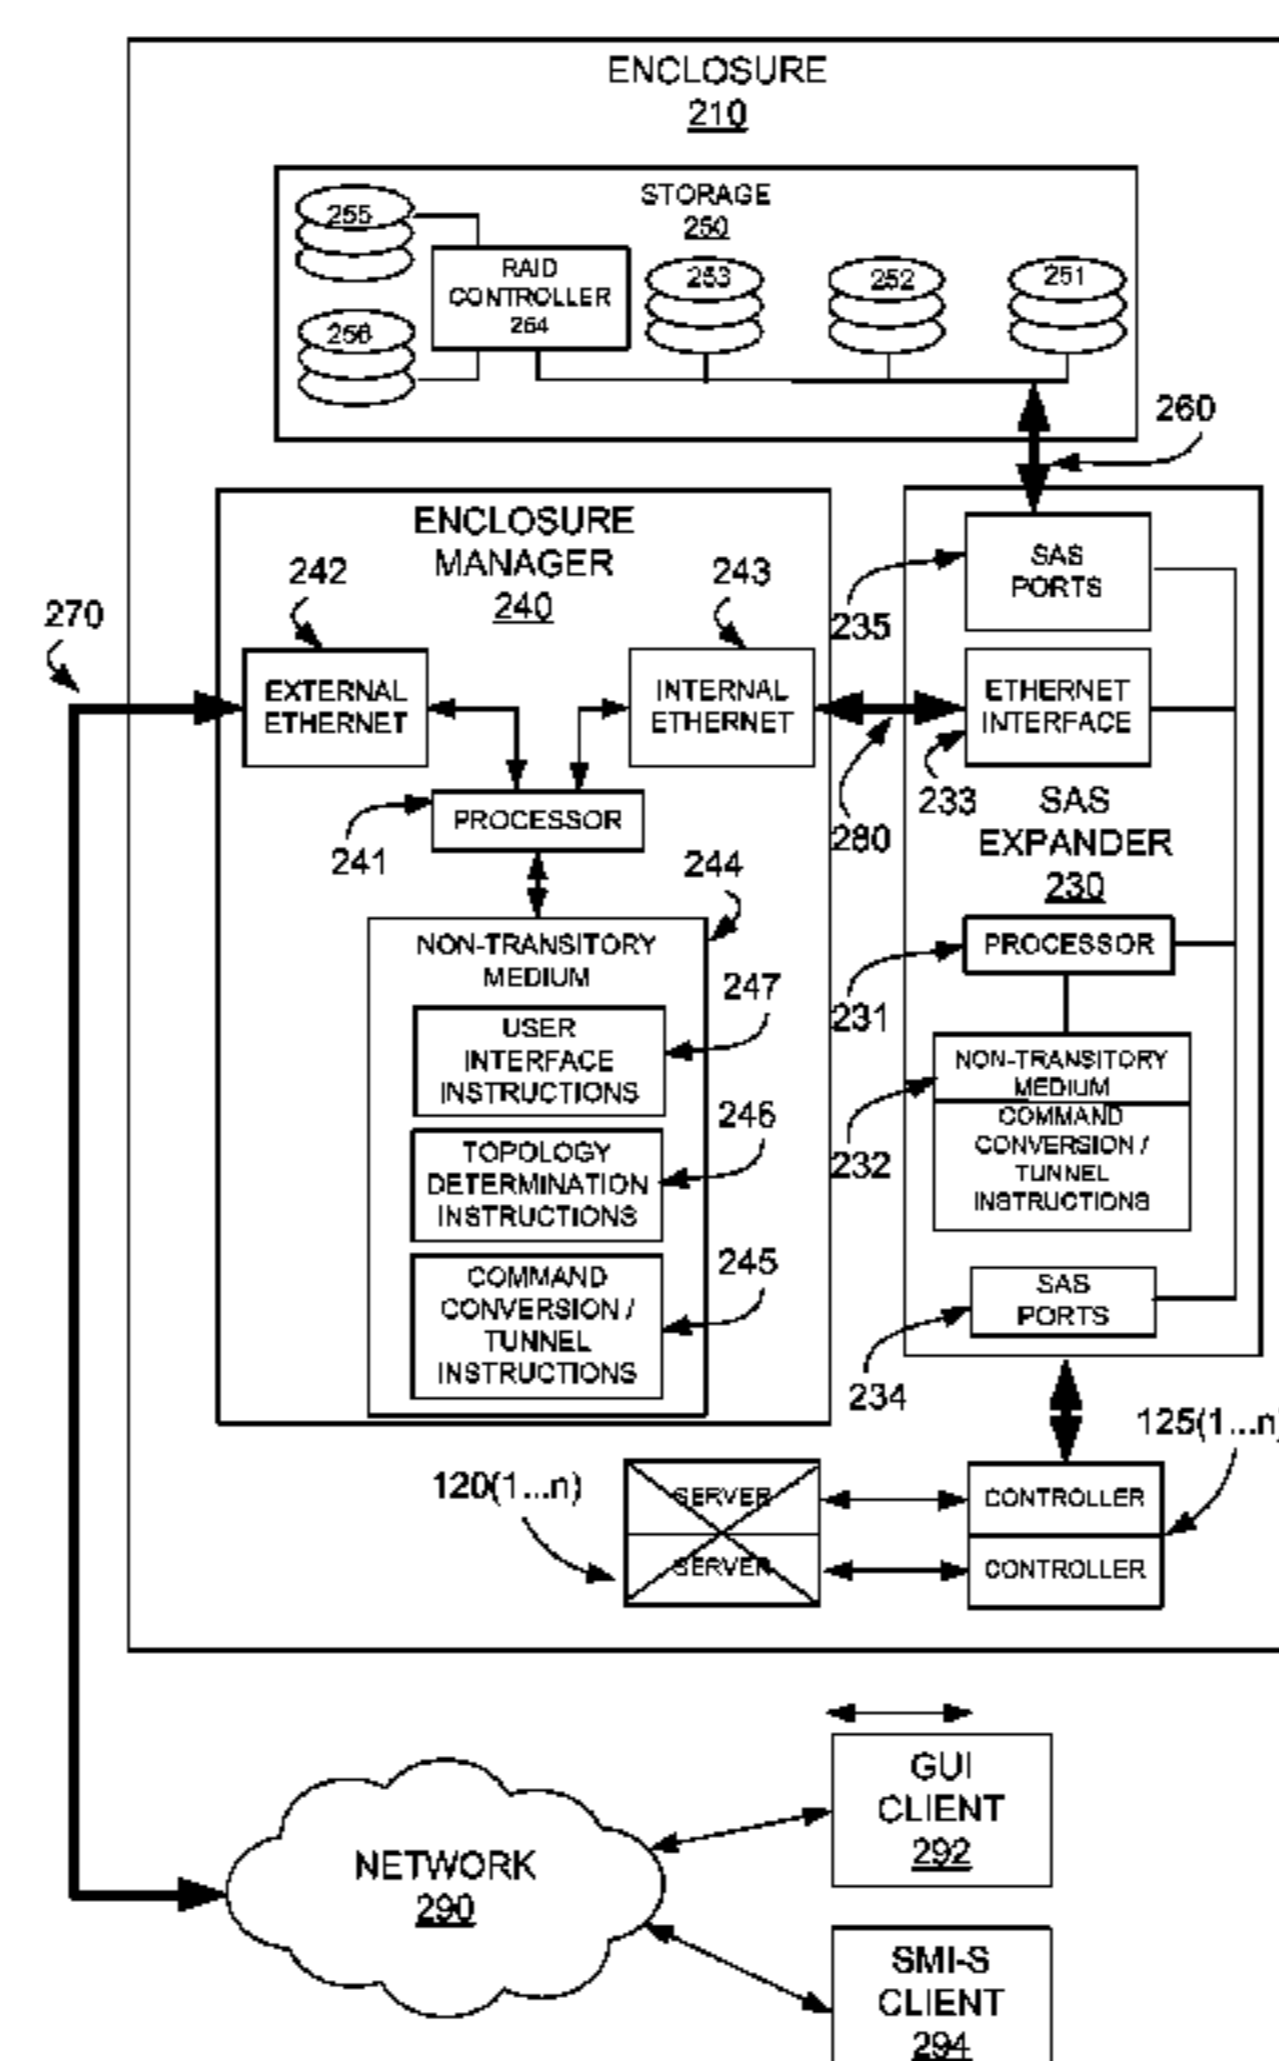 ENCLOSURE
210
STORAGE
250
255
256
RAID
CONTROLLER
254
253
252
251
260
ENCLOSURE
MANAGER
240
242
243
270
EXTERNAL
ETHERNET
INTERNAL
ETHERNET
PROCESSOR
241
244
NON-TRANSITORY
MEDIUM
247
USER
INTERFACE
INSTRUCTIONS
246
TOPOLOGY
DETERMINATION
INSTRUCTIONS
245
COMMAND
CONVERSION /
TUNNEL
INSTRUCTIONS
SAS
PORTS
235
ETHERNET
INTERFACE
233
280
SAS
EXPANDER
230
PROCESSOR
231
NON-TRANSITORY
MEDIUM
232
COMMAND
CONVERSION /
TUNNEL
INSTRUCTIONS
SAS
PORTS
234
125(1...n)
120(1...n)
SERVER
SERVER
CONTROLLER
CONTROLLER
NETWORK
290
GUI
CLIENT
292
SMI-S
CLIENT
294